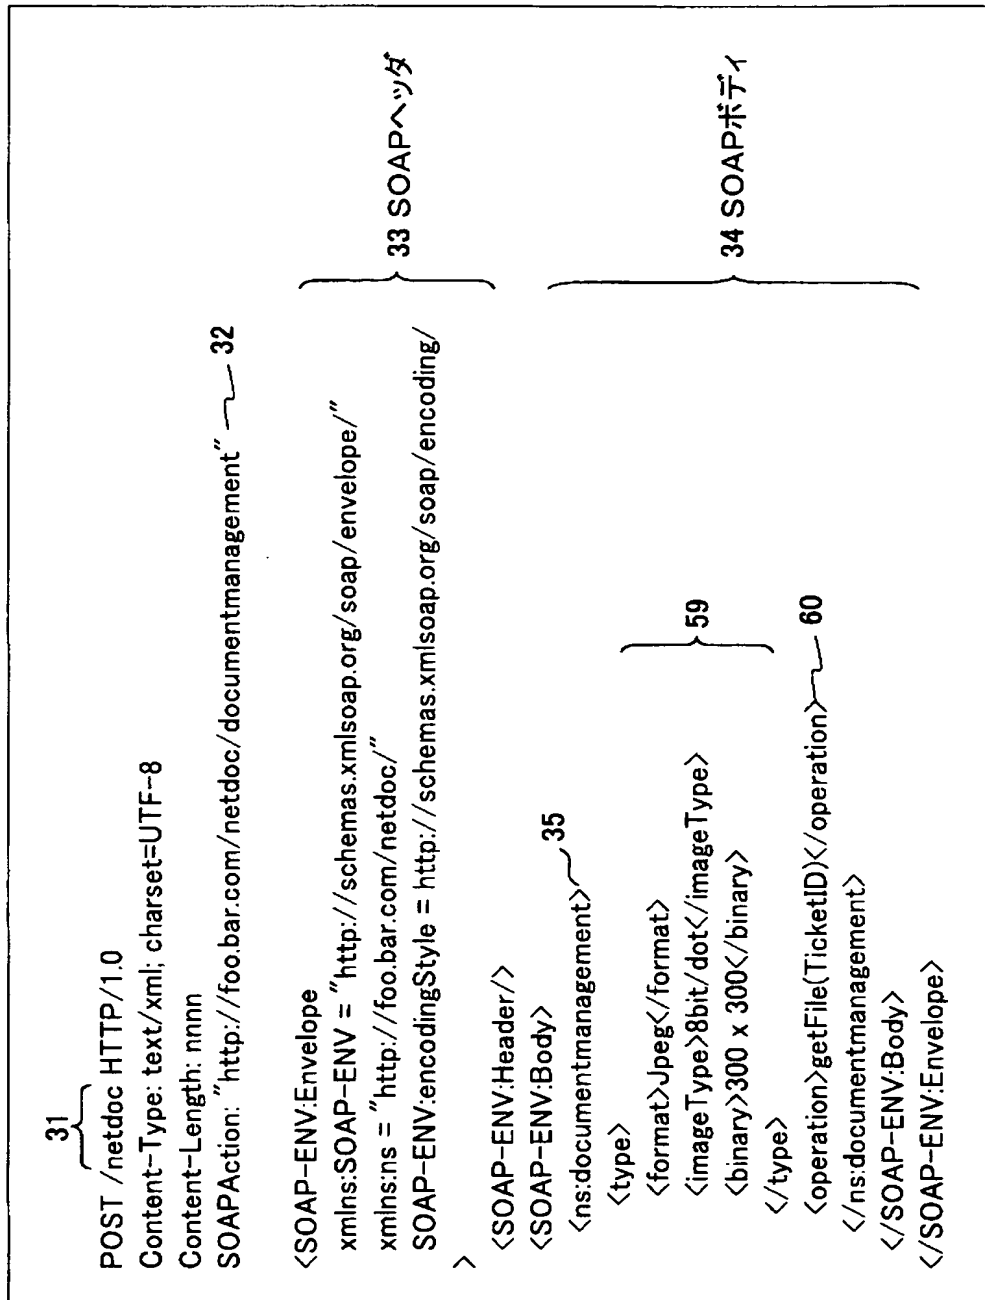 31
POST /netdoc HTTP/1.0
Content-Type: text/xml; charset=UTF-8
Content-Length: nnnn
SOAPAction: "http://foo.bar.com/netdoc/documentmanagement" 32
<SOAP-ENV:Envelope
xmlns:SOAP-ENV = "http://schemas.xmlsoap.org/soap/envelope/"
xmlns:ns = "http://foo.bar.com/netdoc/"
SOAP-ENV:encodingStyle = http://schemas.xmlsoap.org/soap/encoding/
>
33 SOAPヘッダ
<SOAP-ENV:Header/>
<SOAP-ENV:Body>
<ns:documentmanagement> 35
<type>
<format>Jpeg</format>
<imageType>8bit/dot</imageType>
<binary>300 x 300</binary>
</type>
59
<operation>getFile(TicketID)</operation> 60
</ns:documentmanagement>
</SOAP-ENV:Body>
</SOAP-ENV:Envelope>
34 SOAPボディ